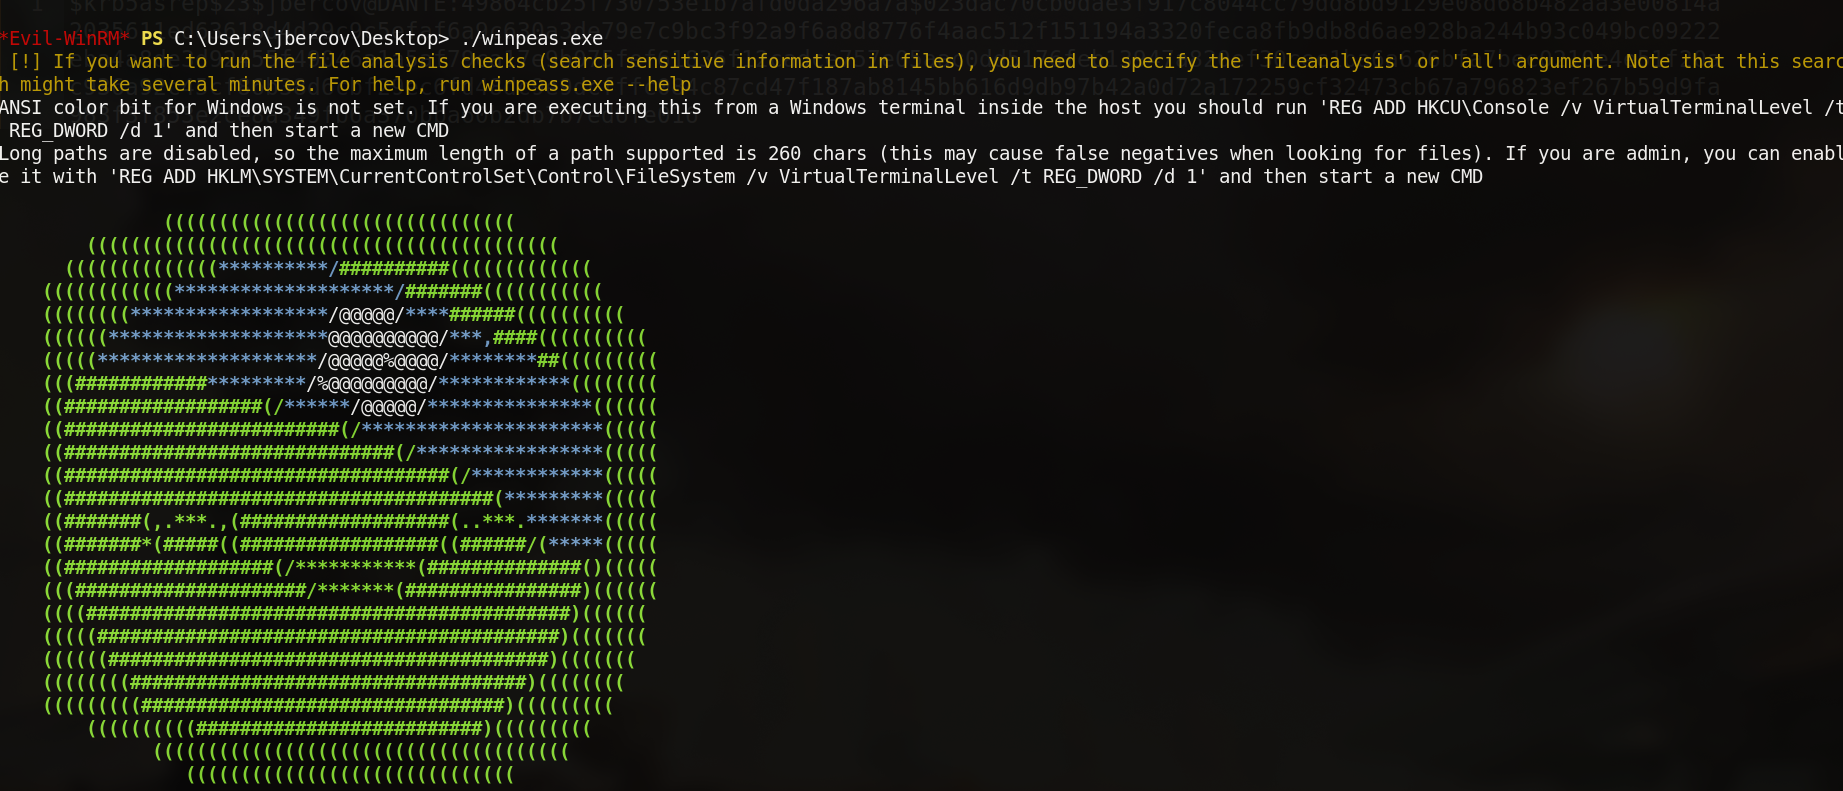 *Evil-WinRM* PS C:\Users\jbercov\Desktop> ./winpeas.exe
 [!] If you want to run the file analysis checks (search sensitive information in files), you need to specify the 'fileanalysis' or 'all' argument. Note that this searc
h might take several minutes. For help, run winpeass.exe --help
ANSI color bit for Windows is not set. If you are executing this from a Windows terminal inside the host you should run 'REG ADD HKCU\Console /v VirtualTerminalLevel /t
 REG_DWORD /d 1' and then start a new CMD
Long paths are disabled, so the maximum length of a path supported is 260 chars (this may cause false negatives when looking for files). If you are admin, you can enabl
e it with 'REG ADD HKLM\SYSTEM\CurrentControlSet\Control\FileSystem /v VirtualTerminalLevel /t REG_DWORD /d 1' and then start a new CMD